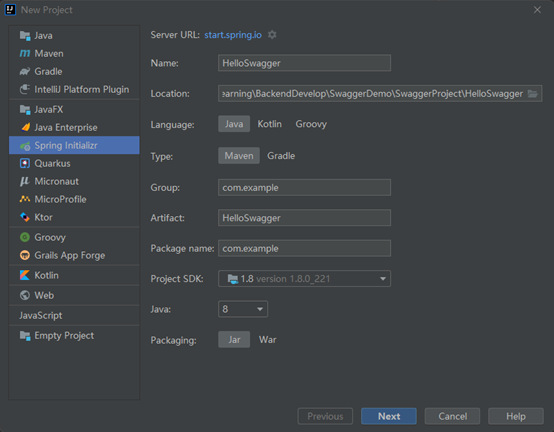 New Project
Java
Maven
Gradle
IntelliJ Platform Plugin
JavaFX
Java Enterprise
Spring Initializr
Quarkus
Micronaut
MicroProfile
Ktor
Groovy
Grails App Forge
Kotlin
Web
JavaScript
Empty Project
Server URL: start.spring.io
Name: HelloSwagger
Location: earning\BackendDevelop\SwaggerDemo\SwaggerProject\HelloSwagger
Language: Java Kotlin Groovy
Type: Maven Gradle
Group: com.example
Artifact: HelloSwagger
Package name: com.example
Project SDK: 1.8 version 1.8.0_221
Java: 8
Packaging: Jar War
Previous Next Cancel Help